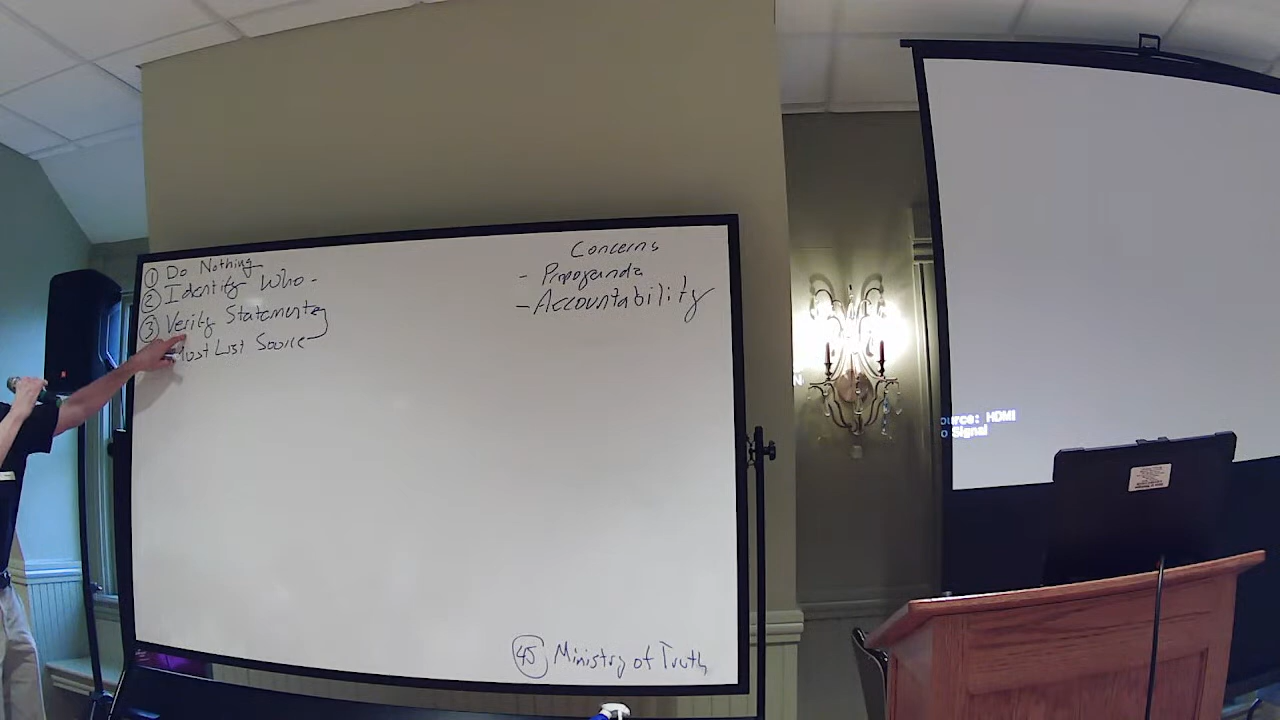 ① Do Nothing
② Identify Who -
③ Verify Statements
Must List Source
Concerns
- Propaganda
- Accountability
㊺ Ministry of Truth
ource: HDMI
o Signal